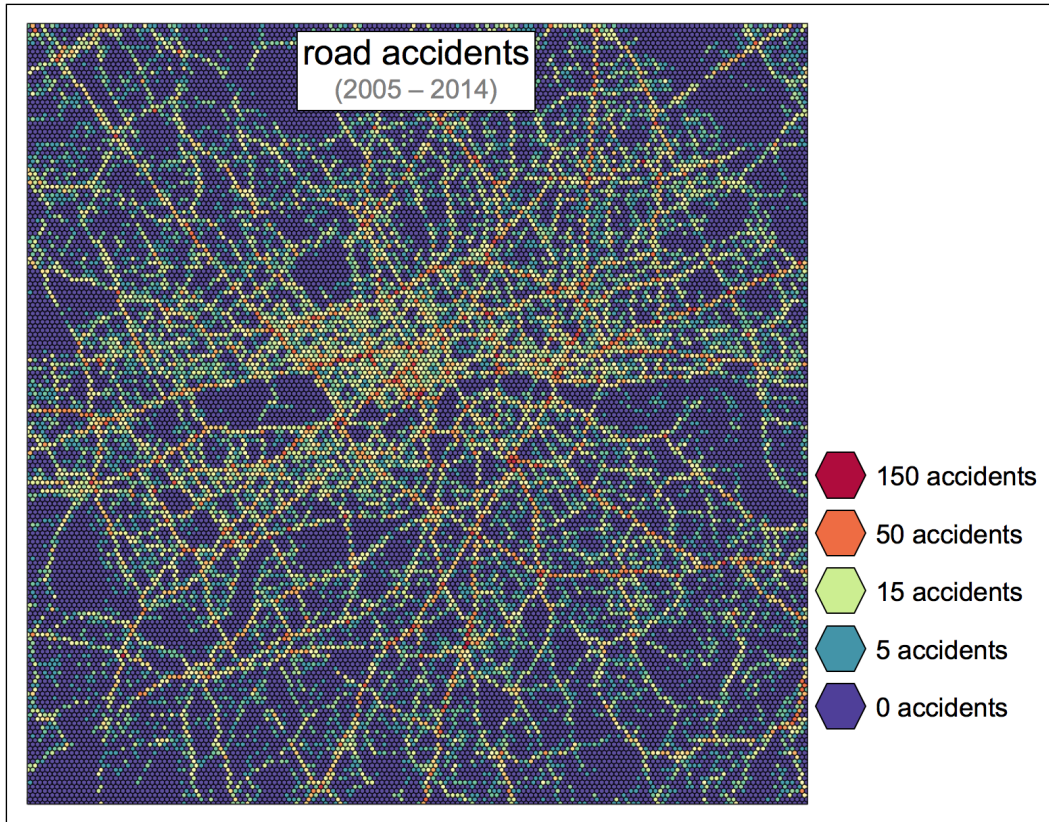 road accidents
(2005 – 2014)
150 accidents
50 accidents
15 accidents
5 accidents
0 accidents